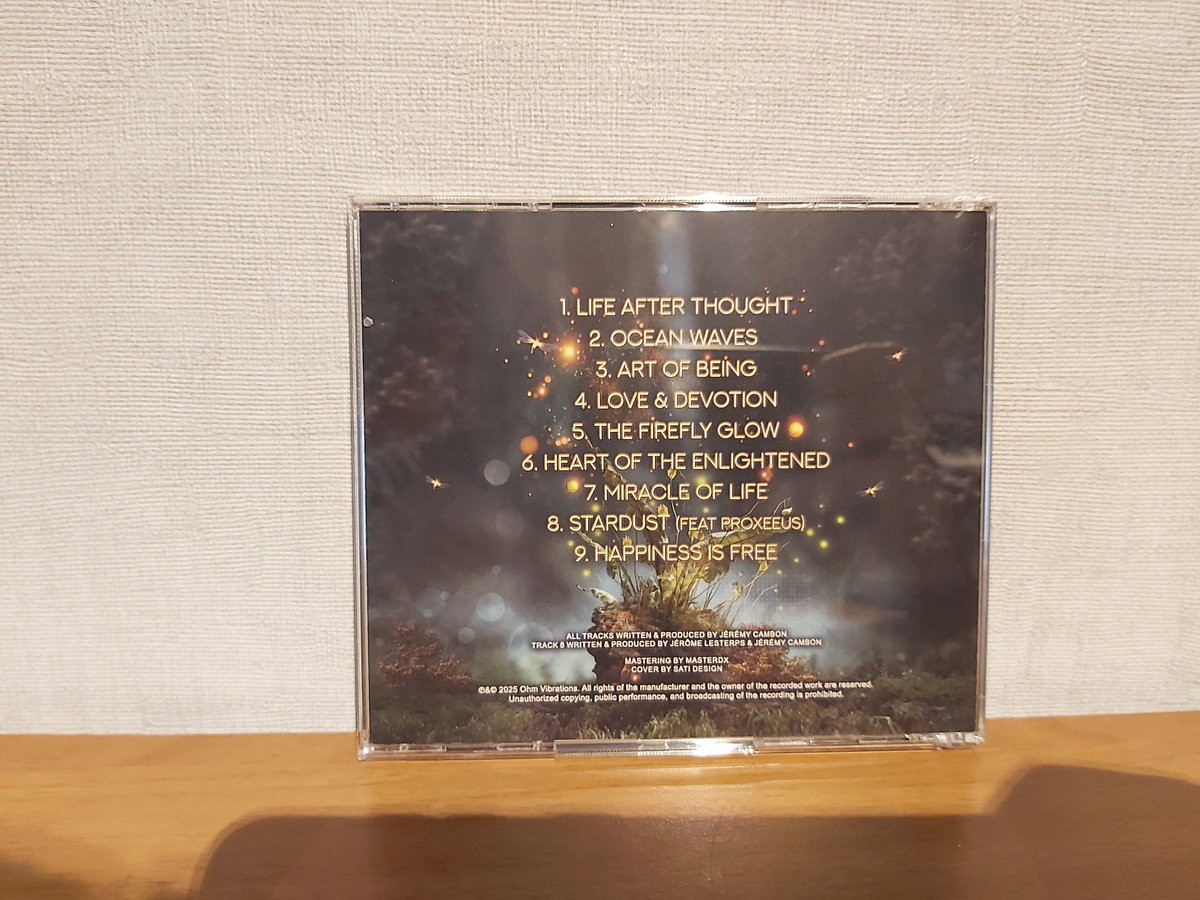 1. LIFE AFTER THOUGHT
2. OCEAN WAVES
3. ART OF BEING
4. LOVE & DEVOTION
5. THE FIREFLY GLOW
6. HEART OF THE ENLIGHTENED
7. MIRACLE OF LIFE
8. STARDUST (FEAT PROXEEUS)
9. HAPPINESS IS FREE
ALL TRACKS WRITTEN & PRODUCED BY JÉRÉMY CAMBON
TRACK 8 WRITTEN & PRODUCED BY JÉRÔME LESTERPS & JÉRÉMY CAMBON
MASTERING BY MASTERDX
COVER BY SATI DESIGN
℗&© 2025 Ohm Vibrations. All rights of the manufacturer and the owner of the recorded work are reserved.
Unauthorized copying, public performance, and broadcasting of the recording is prohibited.